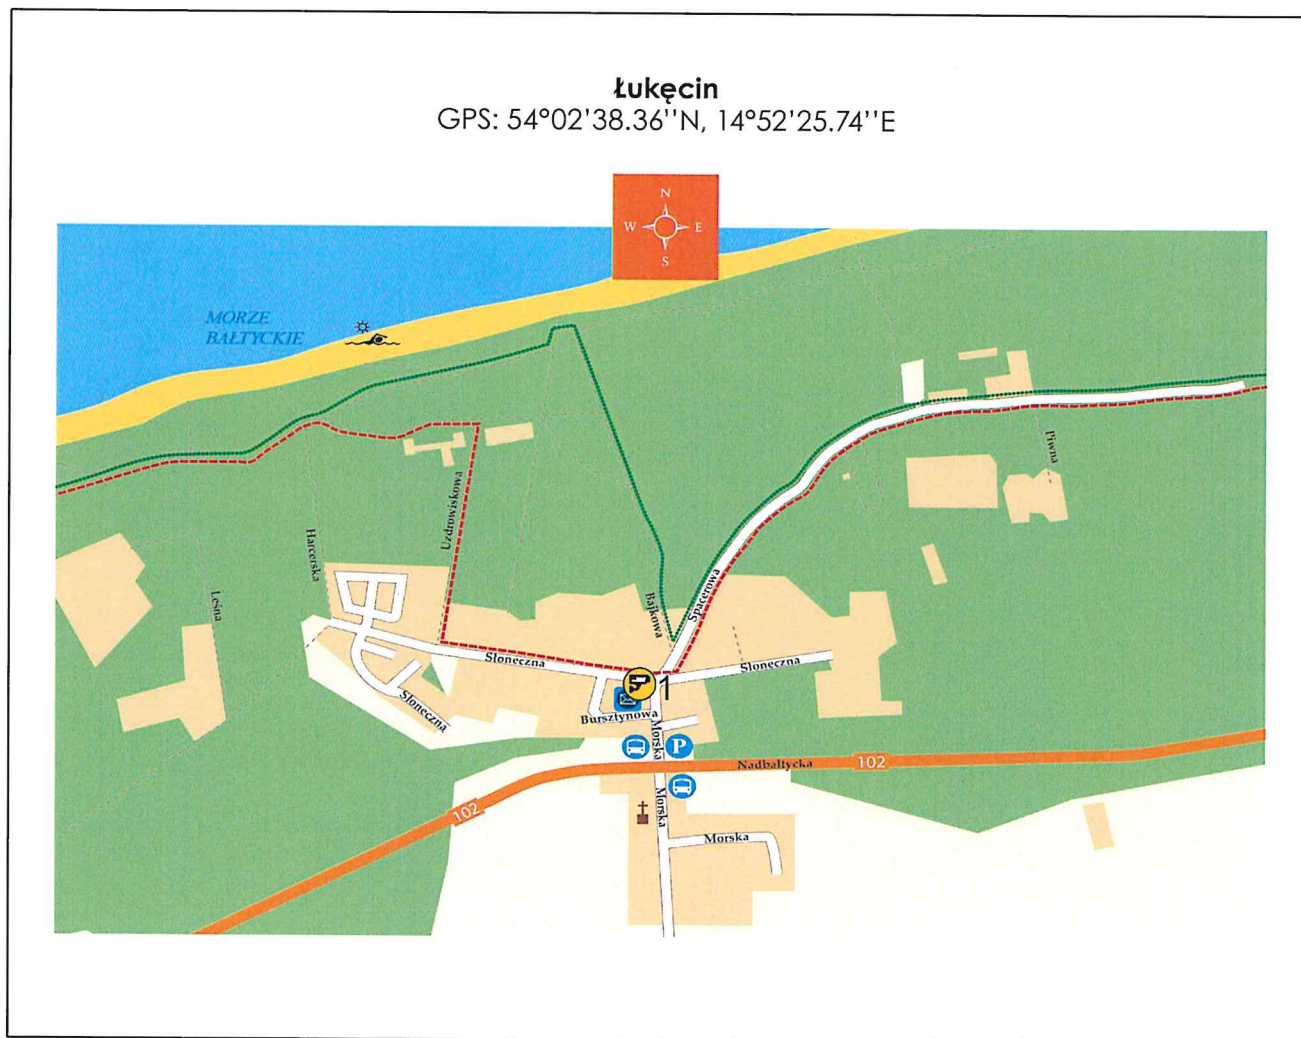 Łukęcin
GPS: 54°02'38.36''N, 14°52'25.74''E
N
W E
S
MORZE
BAŁTYCKIE
Piwna
Uzdrowiskowa
Harcerska
Leśna
Bajkowa
Spacerowa
Słoneczna
Słoneczna
Słoneczna
1
Bursztynowa
Morska
P
Nadbałtycka
102
102
Morska
Morska